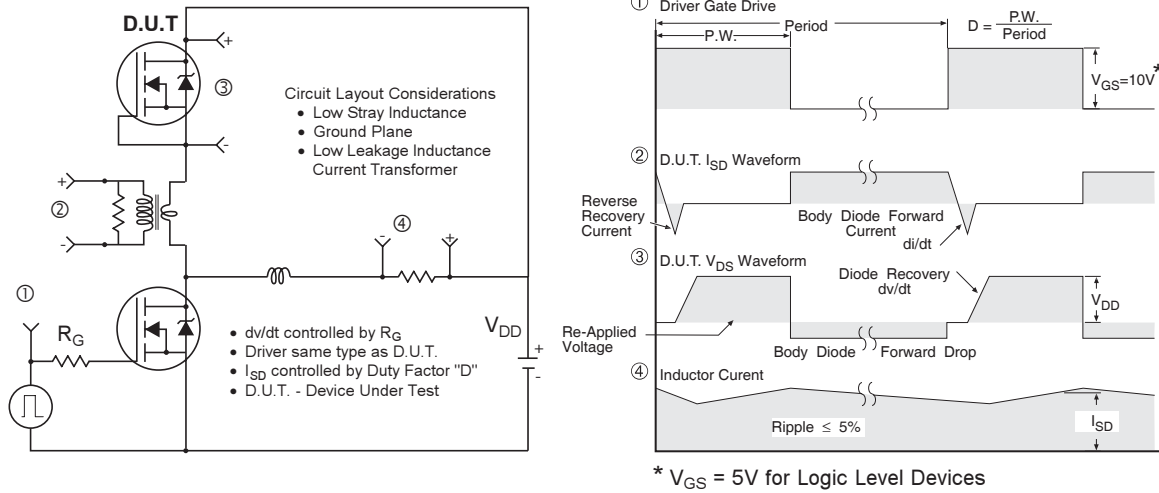 D.U.T
+
③
-
Circuit Layout Considerations
• Low Stray Inductance
• Ground Plane
• Low Leakage Inductance
Current Transformer
+
②
-
④
-
+
①
R_G
V_DD
+
-
• dv/dt controlled by R_G
• Driver same type as D.U.T.
• I_SD controlled by Duty Factor "D"
• D.U.T. - Device Under Test
① Driver Gate Drive
P.W.
Period
D = P.W. / Period
V_GS=10V *
② D.U.T. I_SD Waveform
Reverse
Recovery
Current
Body Diode Forward
Current
di/dt
③ D.U.T. V_DS Waveform
Diode Recovery
dv/dt
V_DD
Re-Applied
Voltage
Body Diode Forward Drop
④ Inductor Curent
Ripple ≤ 5%
I_SD
* V_GS = 5V for Logic Level Devices